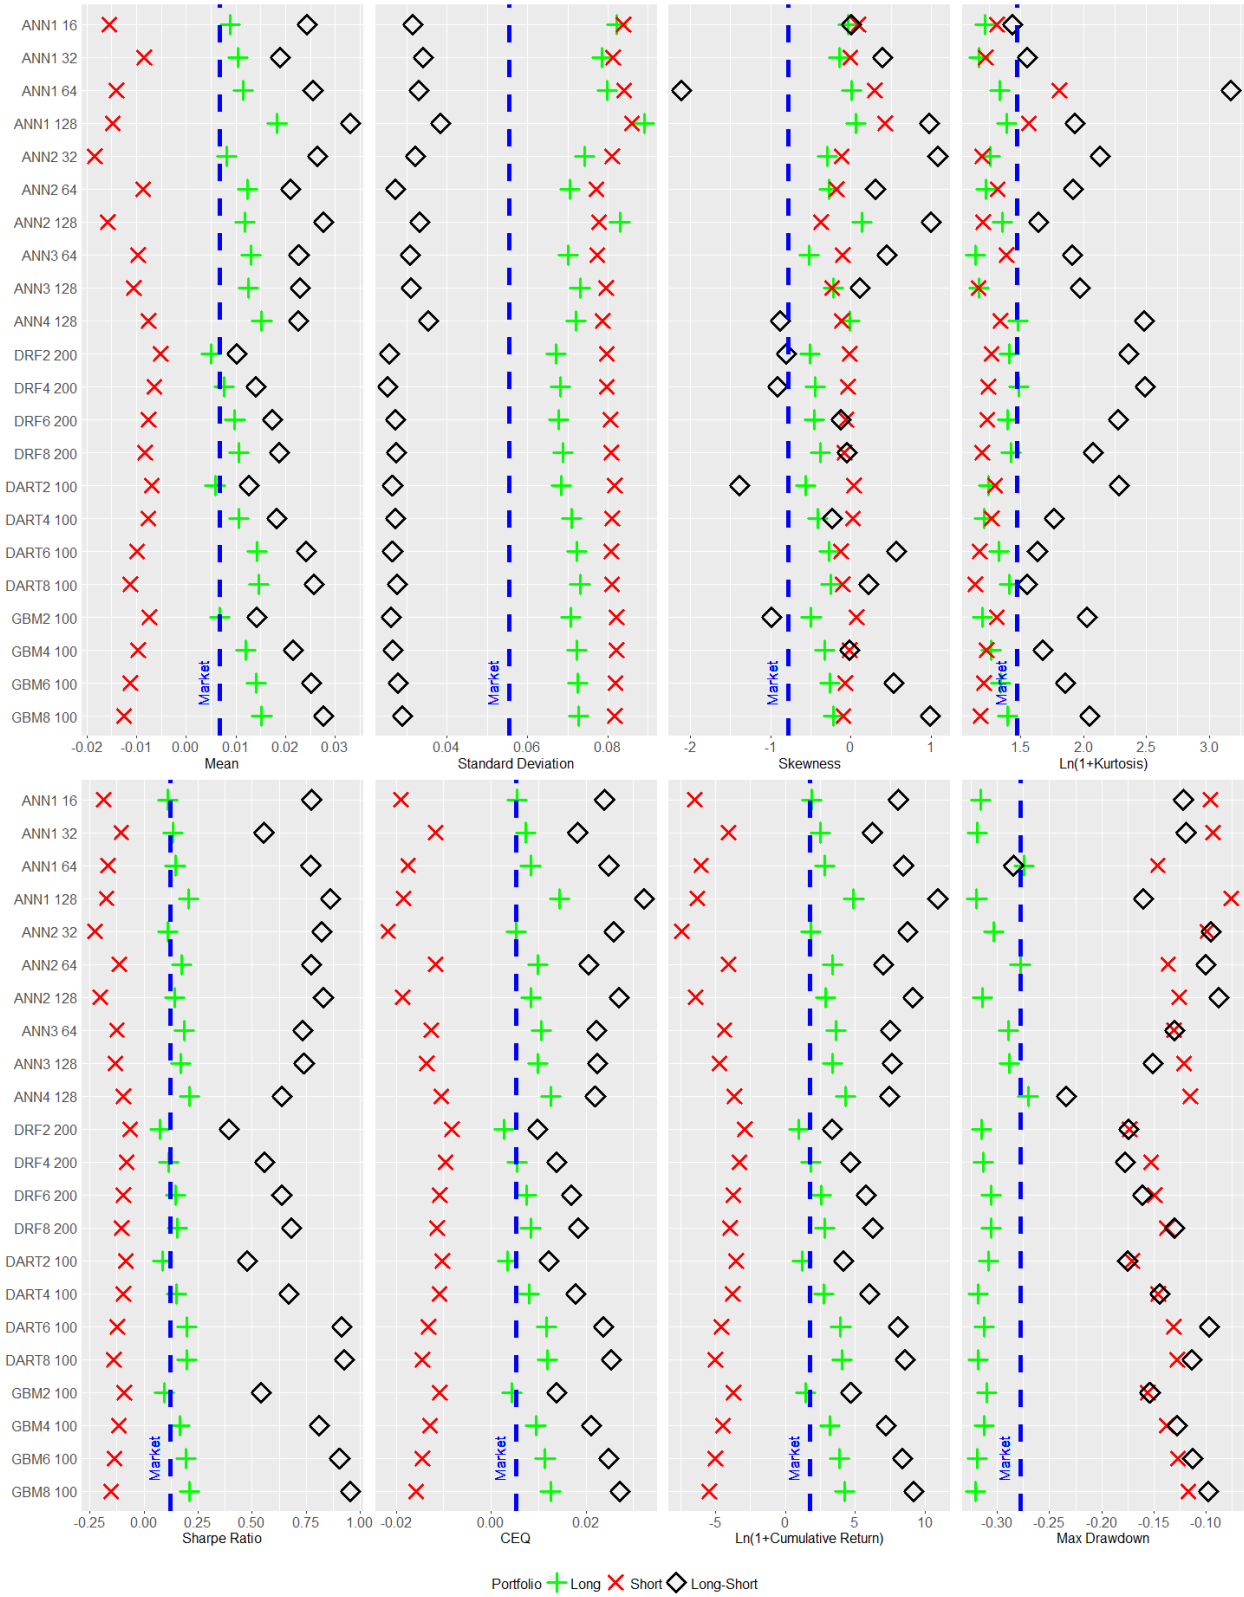 ANN1 16
ANN1 32
ANN1 64
ANN1 128
ANN2 32
ANN2 64
ANN2 128
ANN3 64
ANN3 128
ANN4 128
DRF2 200
DRF4 200
DRF6 200
DRF8 200
DART2 100
DART4 100
DART6 100
DART8 100
GBM2 100
GBM4 100
GBM6 100
GBM8 100
Market
Market
Market
Market
-0.02 -0.01 0.00 0.01 0.02 0.03
0.04 0.06 0.08
-2 -1 0 1
1.5 2.0 2.5 3.0
Mean
Standard Deviation
Skewness
Ln(1+Kurtosis)
ANN1 16
ANN1 32
ANN1 64
ANN1 128
ANN2 32
ANN2 64
ANN2 128
ANN3 64
ANN3 128
ANN4 128
DRF2 200
DRF4 200
DRF6 200
DRF8 200
DART2 100
DART4 100
DART6 100
DART8 100
GBM2 100
GBM4 100
GBM6 100
GBM8 100
Market
Market
Market
Market
-0.25 0.00 0.25 0.50 0.75 1.00
-0.02 0.00 0.02
-5 0 5 10
-0.30 -0.25 -0.20 -0.15 -0.10
Sharpe Ratio
CEQ
Ln(1+Cumulative Return)
Max Drawdown
Portfolio Long Short Long-Short